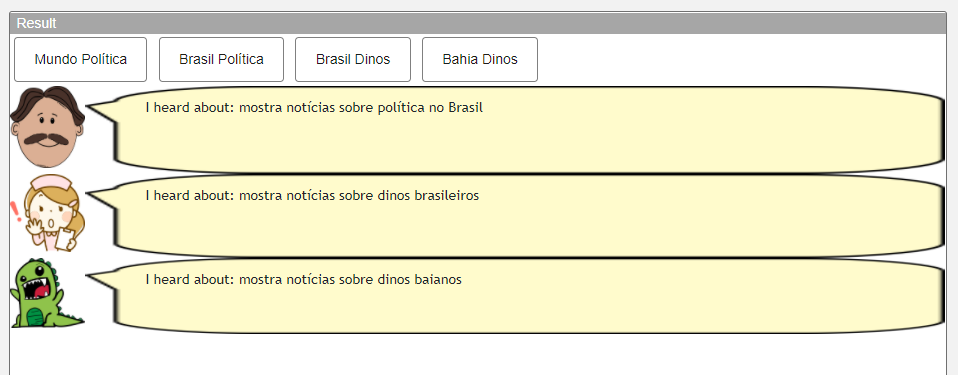 Result
Mundo Política Brasil Política Brasil Dinos Bahia Dinos
I heard about: mostra notícias sobre política no Brasil
I heard about: mostra notícias sobre dinos brasileiros
I heard about: mostra notícias sobre dinos baianos